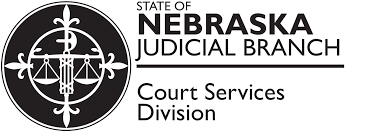 STATE OF
NEBRASKA
JUDICIAL BRANCH
Court Services
Division